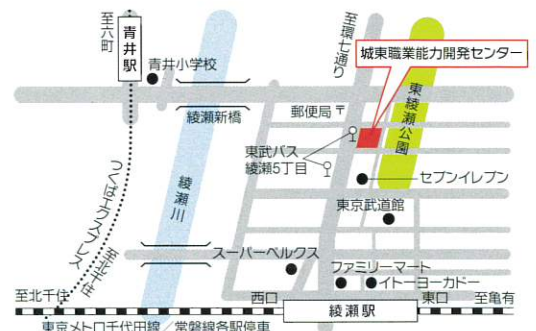 至六町
青井駅
青井小学校
至環七通り
城東職業能力開発センター
綾瀬新橋
郵便局〒
東綾瀬公園
東武バス
綾瀬5丁目
セブンイレブン
綾瀬川
つくばエクスプレス
至北千住
東京武道館
スーパーベルクス
ファミリーマート
イトーヨーカドー
至北千住
西口
綾瀬駅
東口
至亀有
東京メトロ千代田線／常磐線各駅停車